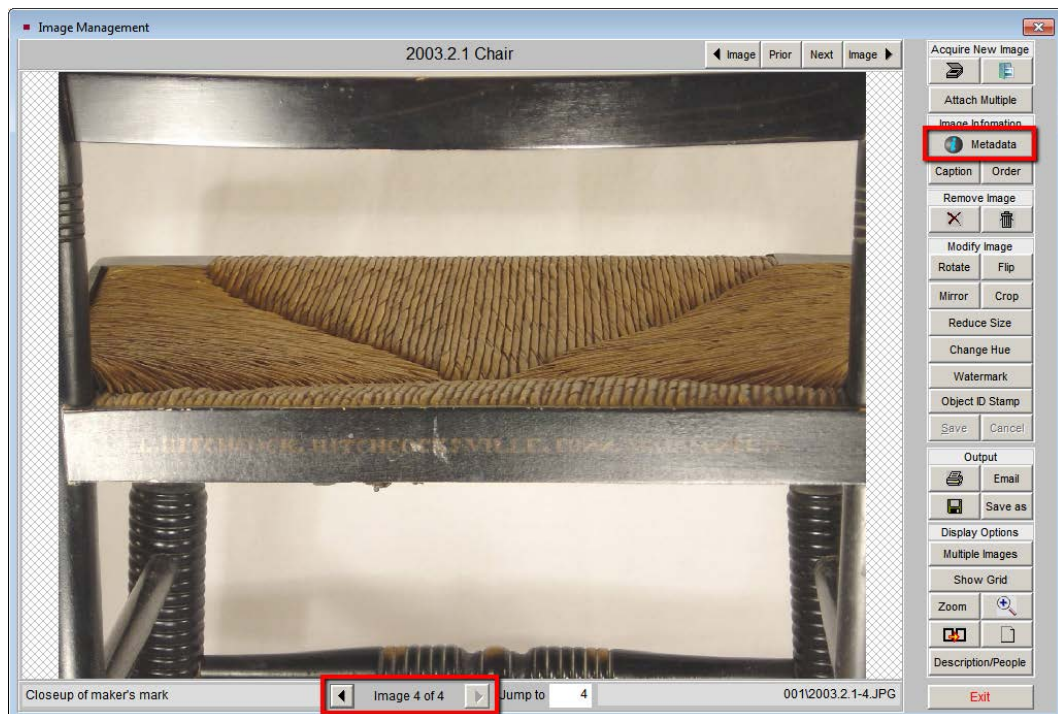 Image Management
2003.2.1 Chair
Image
Prior
Next
Image
Acquire New Image
Attach Multiple
Image Infomation
Metadata
Caption
Order
Remove Image
Modify Image
Rotate
Flip
Mirror
Crop
Reduce Size
Change Hue
Watermark
Object ID Stamp
Save
Cancel
Output
Email
Save as
Display Options
Multiple Images
Show Grid
Zoom
Description/People
Exit
HITCHCOCK. HITCHCOCKSVILLE. CONN.
Closeup of maker's mark
Image 4 of 4
Jump to
4
001\2003.2.1-4.JPG